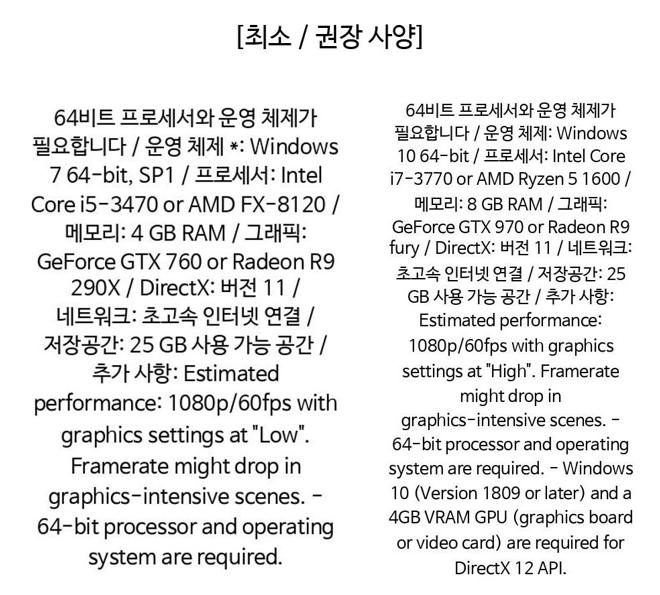 [최소 / 권장 사양]
64비트 프로세서와 운영 체제가
필요합니다 / 운영 체제 *: Windows
7 64-bit, SP1 / 프로세서: Intel
Core i5-3470 or AMD FX-8120 /
메모리: 4 GB RAM / 그래픽:
GeForce GTX 760 or Radeon R9
290X / DirectX: 버전 11 /
네트워크: 초고속 인터넷 연결 /
저장공간: 25 GB 사용 가능 공간 /
추가 사항: Estimated
performance: 1080p/60fps with
graphics settings at "Low".
Framerate might drop in
graphics-intensive scenes. -
64-bit processor and operating
system are required.
64비트 프로세서와 운영 체제가
필요합니다 / 운영 체제: Windows
10 64-bit / 프로세서: Intel Core
i7-3770 or AMD Ryzen 5 1600 /
메모리: 8 GB RAM / 그래픽:
GeForce GTX 970 or Radeon R9
fury / DirectX: 버전 11 / 네트워크:
초고속 인터넷 연결 / 저장공간: 25
GB 사용 가능 공간 / 추가 사항:
Estimated performance:
1080p/60fps with graphics
settings at "High". Framerate
might drop in
graphics-intensive scenes. -
64-bit processor and operating
system are required. - Windows
10 (Version 1809 or later) and a
4GB VRAM GPU (graphics board
or video card) are required for
DirectX 12 API.